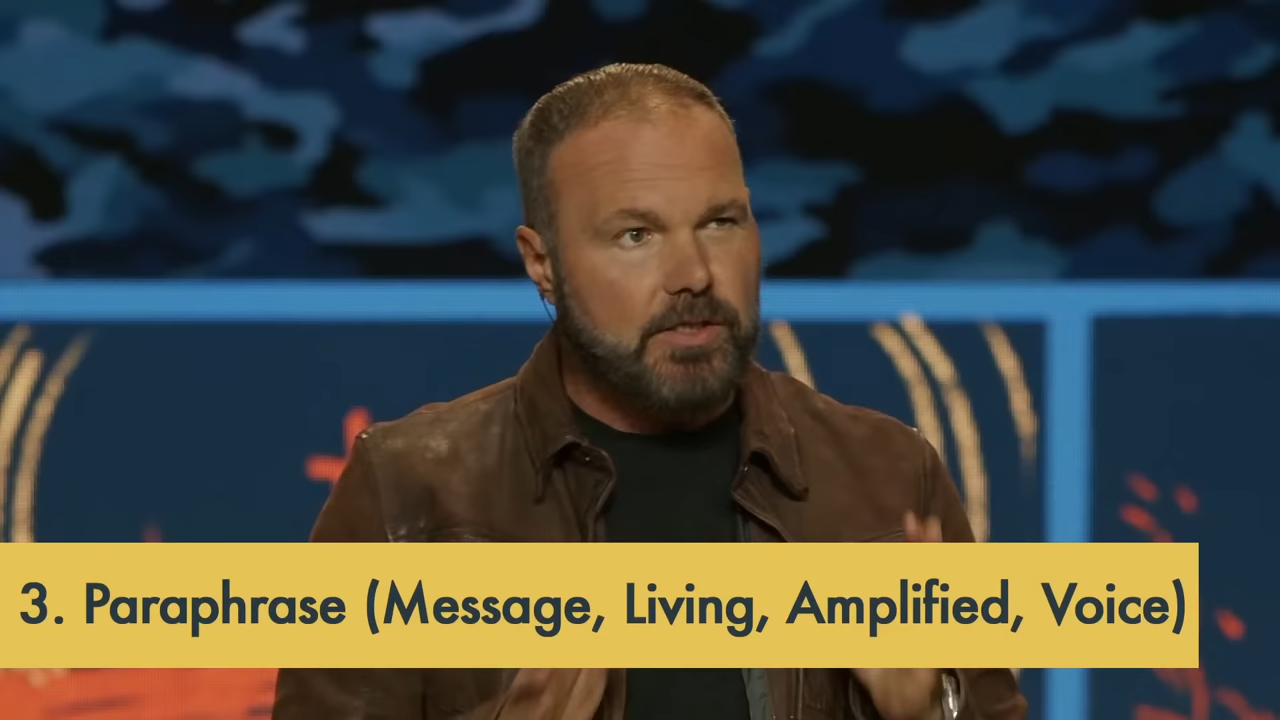 3. Paraphrase (Message, Living, Amplified, Voice)